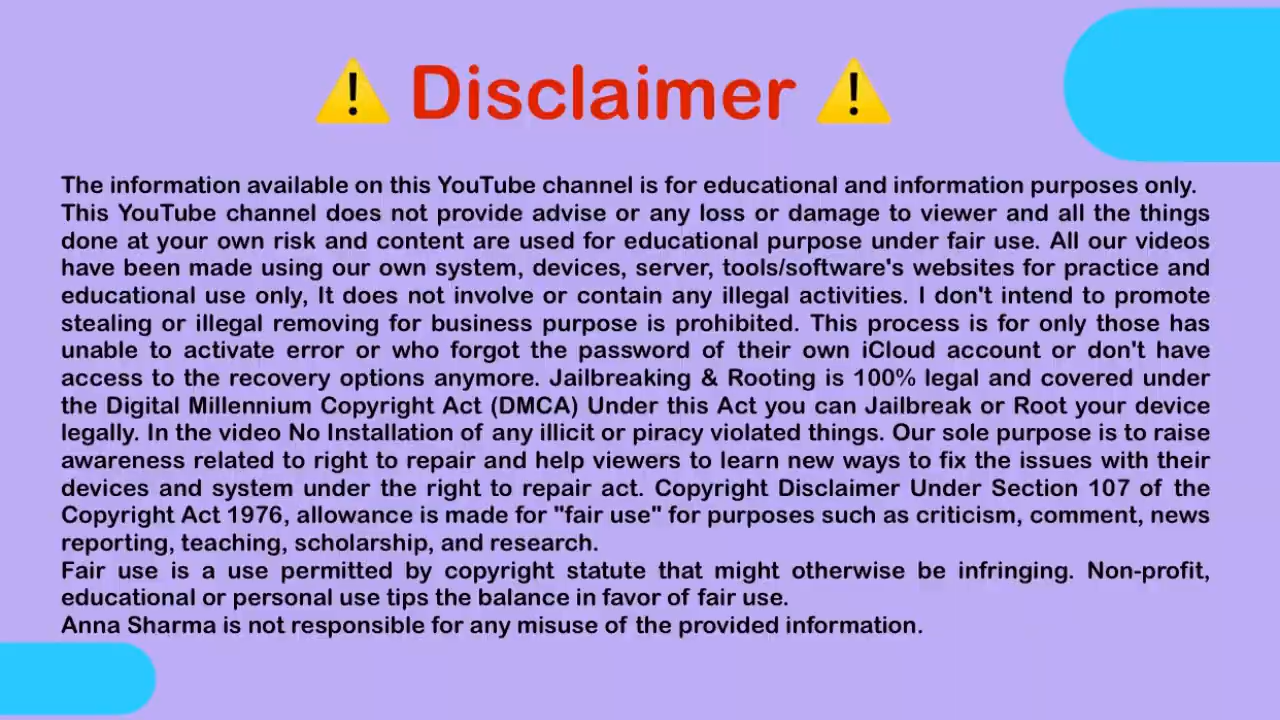 ⚠️ Disclaimer ⚠️
The information available on this YouTube channel is for educational and information purposes only.
This YouTube channel does not provide advise or any loss or damage to viewer and all the things
done at your own risk and content are used for educational purpose under fair use. All our videos
have been made using our own system, devices, server, tools/software's websites for practice and
educational use only, It does not involve or contain any illegal activities. I don't intend to promote
stealing or illegal removing for business purpose is prohibited. This process is for only those has
unable to activate error or who forgot the password of their own iCloud account or don't have
access to the recovery options anymore. Jailbreaking & Rooting is 100% legal and covered under
the Digital Millennium Copyright Act (DMCA) Under this Act you can Jailbreak or Root your device
legally. In the video No Installation of any illicit or piracy violated things. Our sole purpose is to raise
awareness related to right to repair and help viewers to learn new ways to fix the issues with their
devices and system under the right to repair act. Copyright Disclaimer Under Section 107 of the
Copyright Act 1976, allowance is made for "fair use" for purposes such as criticism, comment, news
reporting, teaching, scholarship, and research.
Fair use is a use permitted by copyright statute that might otherwise be infringing. Non-profit,
educational or personal use tips the balance in favor of fair use.
Anna Sharma is not responsible for any misuse of the provided information.